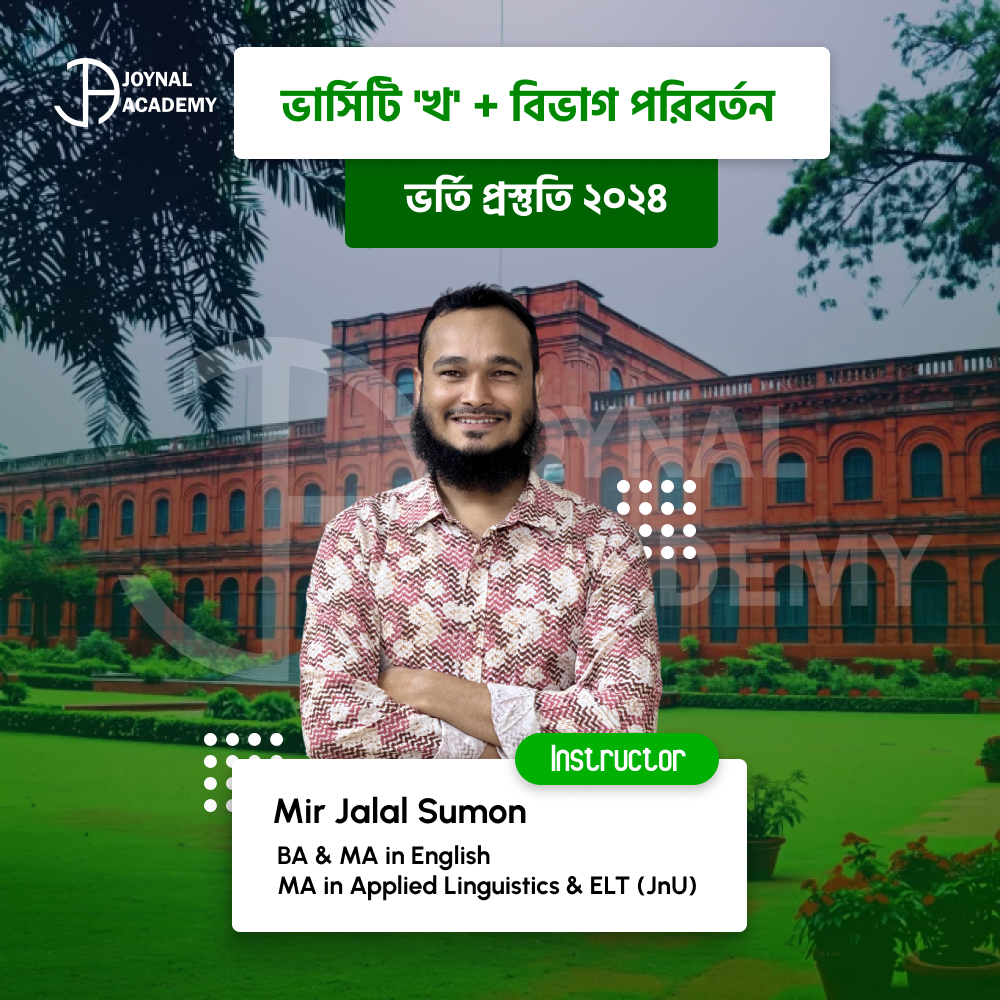 JOYNAL
ACADEMY
ভার্সিটি 'খ' + বিভাগ পরিবর্তন
ভর্তি প্রস্তুতি ২০২৪
JOYNAL
ACADEMY
Instructor
Mir Jalal Sumon
BA & MA in English
MA in Applied Linguistics & ELT (JnU)